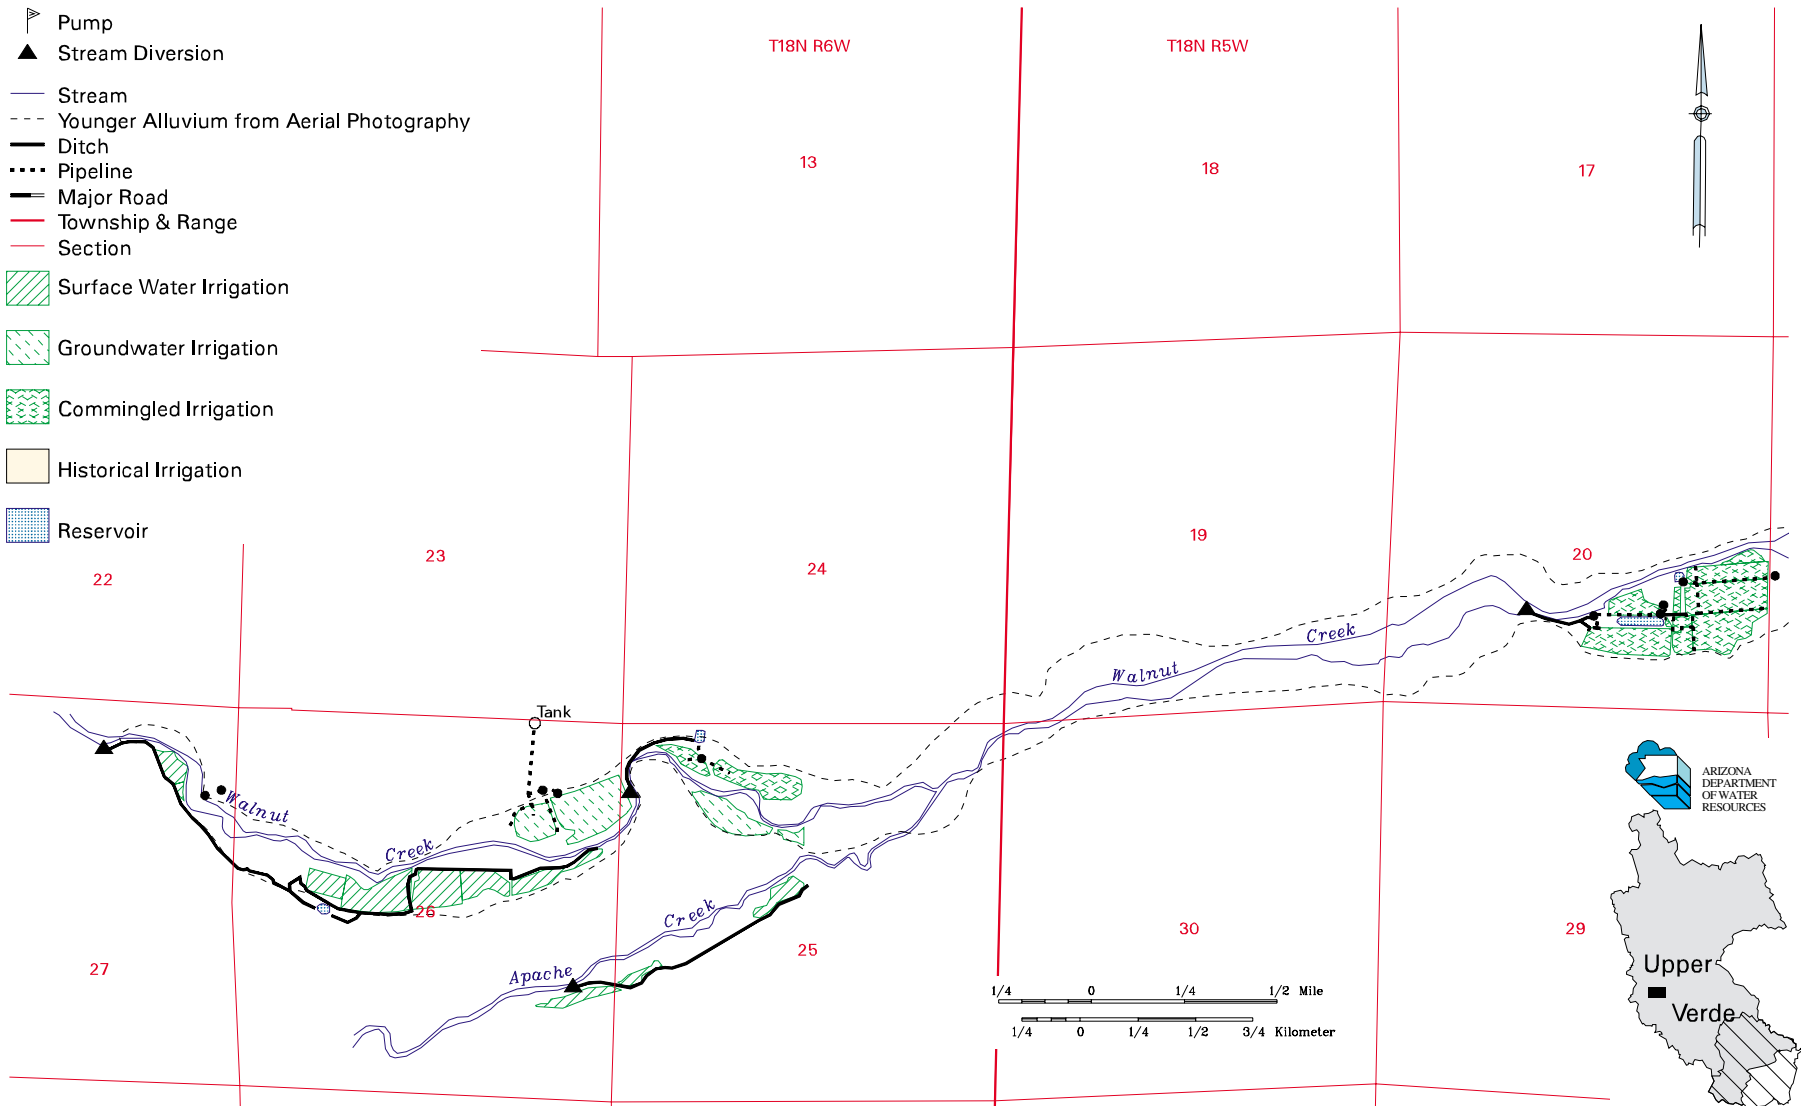 Pump
Stream Diversion
Stream
Younger Alluvium from Aerial Photography
Ditch
Pipeline
Major Road
Township & Range
Section
Surface Water Irrigation
Groundwater Irrigation
Commingled Irrigation
Historical Irrigation
Reservoir
T18N R6W
T18N R5W
13
18
17
22
23
24
19
20
Creek
Walnut
Tank
Walnut
Creek
26
Creek
Apache
25
27
30
29
1/4 0 1/4 1/2 Mile
1/4 0 1/4 1/2 3/4 Kilometer
ARIZONA
DEPARTMENT
OF WATER
RESOURCES
Upper
Verde